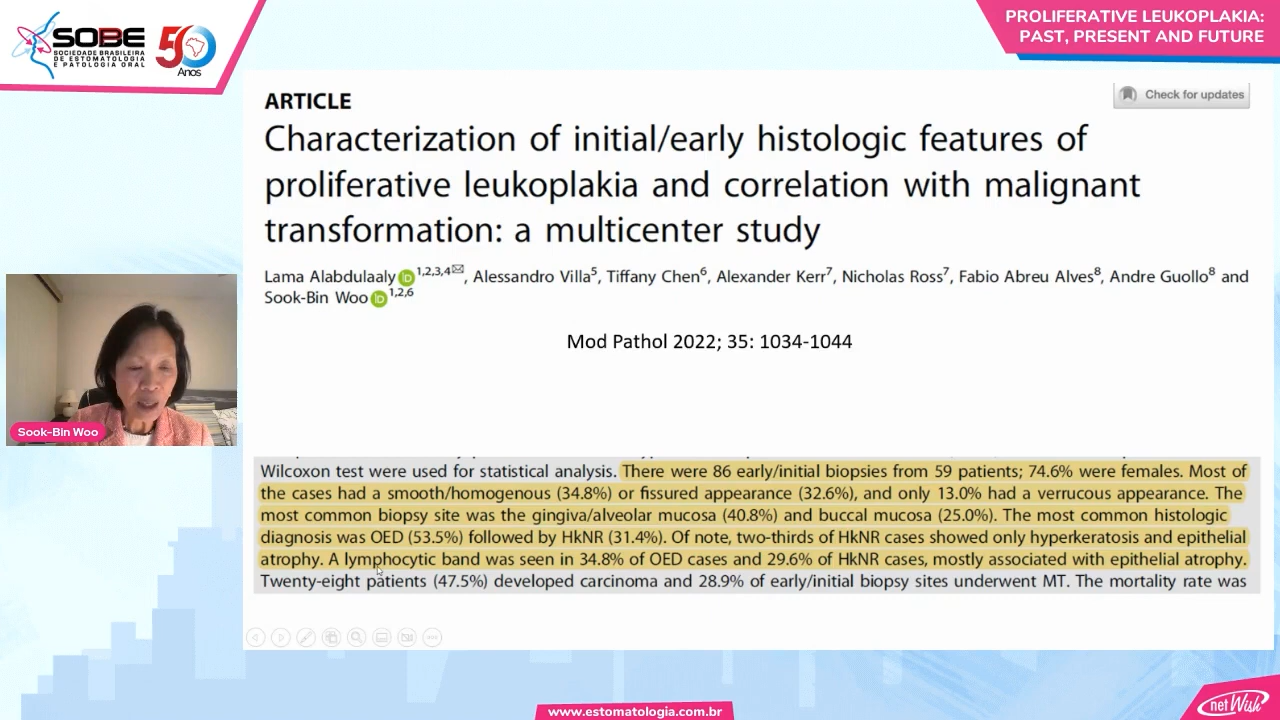 SOBE
SOCIEDADE BRASILEIRA
DE ESTOMATOLOGIA
E PATOLOGIA ORAL
50
Anos
PROLIFERATIVE LEUKOPLAKIA:
PAST, PRESENT AND FUTURE
ARTICLE
Check for updates
Characterization of initial/early histologic features of
proliferative leukoplakia and correlation with malignant
transformation: a multicenter study
Lama Alabdulaaly iD 1,2,3,4✉, Alessandro Villa5, Tiffany Chen6, Alexander Kerr7, Nicholas Ross7, Fabio Abreu Alves8, Andre Guollo8 and
Sook-Bin Woo iD 1,2,6
Mod Pathol 2022; 35: 1034-1044
Sook-Bin Woo
Wilcoxon test were used for statistical analysis. There were 86 early/initial biopsies from 59 patients; 74.6% were females. Most of
the cases had a smooth/homogenous (34.8%) or fissured appearance (32.6%), and only 13.0% had a verrucous appearance. The
most common biopsy site was the gingiva/alveolar mucosa (40.8%) and buccal mucosa (25.0%). The most common histologic
diagnosis was OED (53.5%) followed by HkNR (31.4%). Of note, two-thirds of HkNR cases showed only hyperkeratosis and epithelial
atrophy. A lymphocytic band was seen in 34.8% of OED cases and 29.6% of HkNR cases, mostly associated with epithelial atrophy.
Twenty-eight patients (47.5%) developed carcinoma and 28.9% of early/initial biopsy sites underwent MT. The mortality rate was
www.estomatologia.com.br
netWish